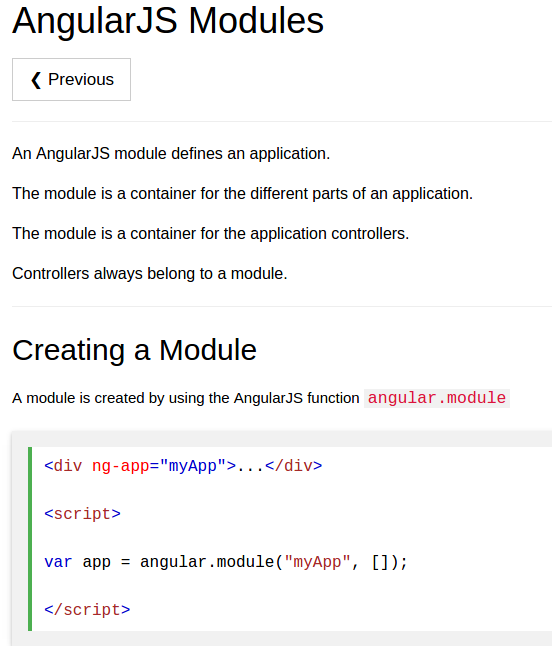 AngularJS Modules
❮ Previous
An AngularJS module defines an application.
The module is a container for the different parts of an application.
The module is a container for the application controllers.
Controllers always belong to a module.
Creating a Module
A module is created by using the AngularJS function angular.module
<div ng-app="myApp">...</div>
<script>
var app = angular.module("myApp", []);
</script>